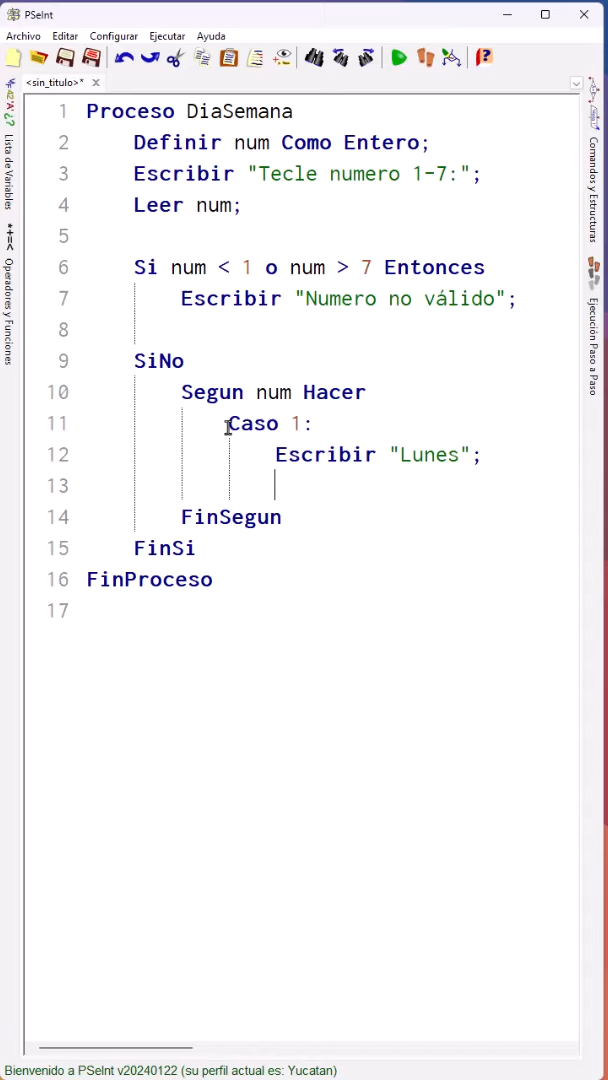 PSeInt
Archivo Editar Configurar Ejecutar Ayuda
<sin_titulo>*
Lista de Variables
Operadores y Funciones
Comandos y Estructuras
Ejecución Paso a Paso
1 Proceso DiaSemana
2 Definir num Como Entero;
3 Escribir "Tecle numero 1-7:";
4 Leer num;
5
6 Si num < 1 o num > 7 Entonces
7 Escribir "Numero no válido";
8
9 SiNo
10 Segun num Hacer
11 Caso 1:
12 Escribir "Lunes";
13
14 FinSegun
15 FinSi
16 FinProceso
17
Bienvenido a PSeInt v20240122 (su perfil actual es: Yucatan)